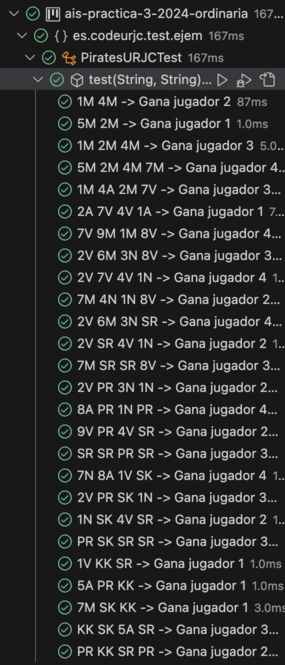 ais-practica-3-2024-ordinaria 167...
{} es.codeurjc.test.ejem 167ms
PiratesURJCTest 167ms
test(String, String)...
1M 4M -> Gana jugador 2 87ms
5M 2M -> Gana jugador 1 1.0ms
1M 2M 4M -> Gana jugador 3 5.0...
5M 2M 4M 7M -> Gana jugador 4...
1M 4A 2M 7V -> Gana jugador 3...
2A 7V 4V 1A -> Gana jugador 1 7...
7V 9M 1M 8V -> Gana jugador 4...
2V 6M 3N 8V -> Gana jugador 3...
2V 7V 4V 1N -> Gana jugador 4 1...
7M 4N 1N 8V -> Gana jugador 2...
2V 6M 3N SR -> Gana jugador 4...
2V SR 4V 1N -> Gana jugador 2 1...
7M SR SR 8V -> Gana jugador 3...
2V PR 3N 1N -> Gana jugador 2...
8A PR 1N PR -> Gana jugador 4...
9V PR 4V SR -> Gana jugador 2...
SR SR PR SR -> Gana jugador 3...
7N 8A 1V SK -> Gana jugador 4 1...
2V PR SK 1N -> Gana jugador 3...
1N SK 4V SR -> Gana jugador 2 1...
PR SK SR SR -> Gana jugador 3...
1V KK SR -> Gana jugador 1 1.0ms
5A PR KK -> Gana jugador 1 1.0ms
7M SK KK -> Gana jugador 1 3.0ms
KK SK 5A SR -> Gana jugador 3...
PR KK SR PR -> Gana jugador 2...